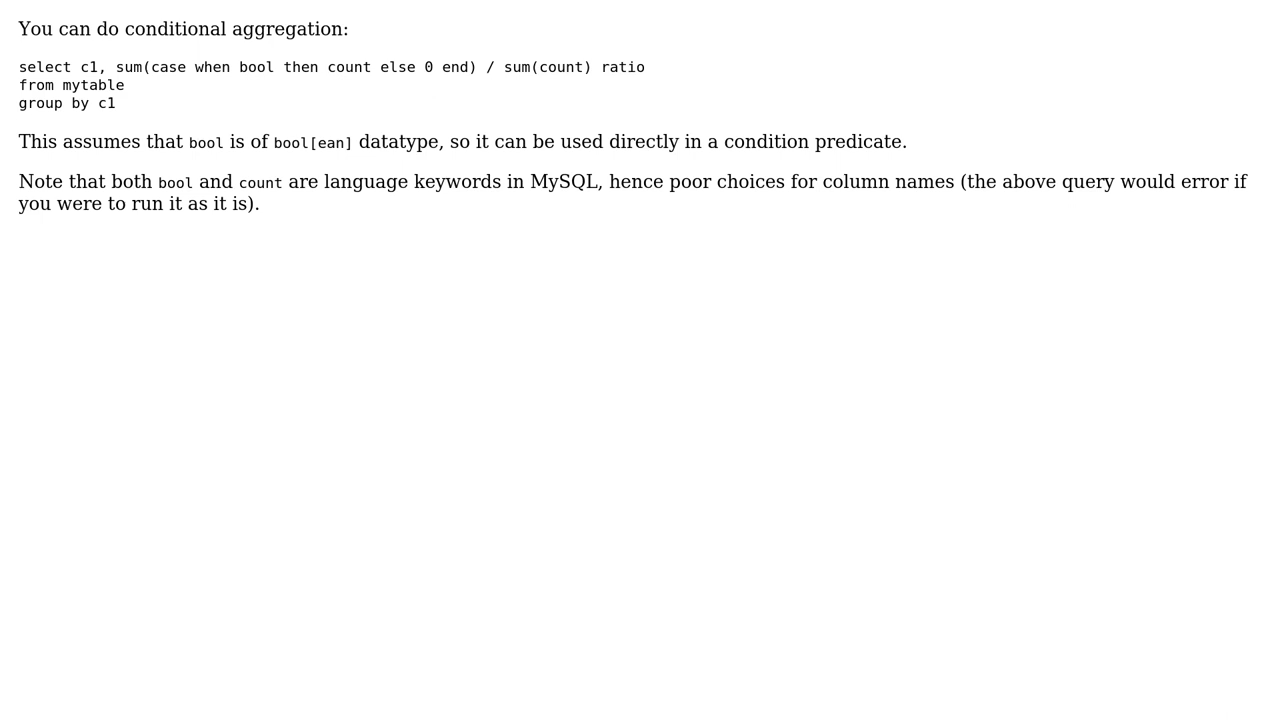 You can do conditional aggregation:
select c1, sum(case when bool then count else 0 end) / sum(count) ratio
from mytable
group by c1
This assumes that bool is of bool[ean] datatype, so it can be used directly in a condition predicate.
Note that both bool and count are language keywords in MySQL, hence poor choices for column names (the above query would error if
you were to run it as it is).